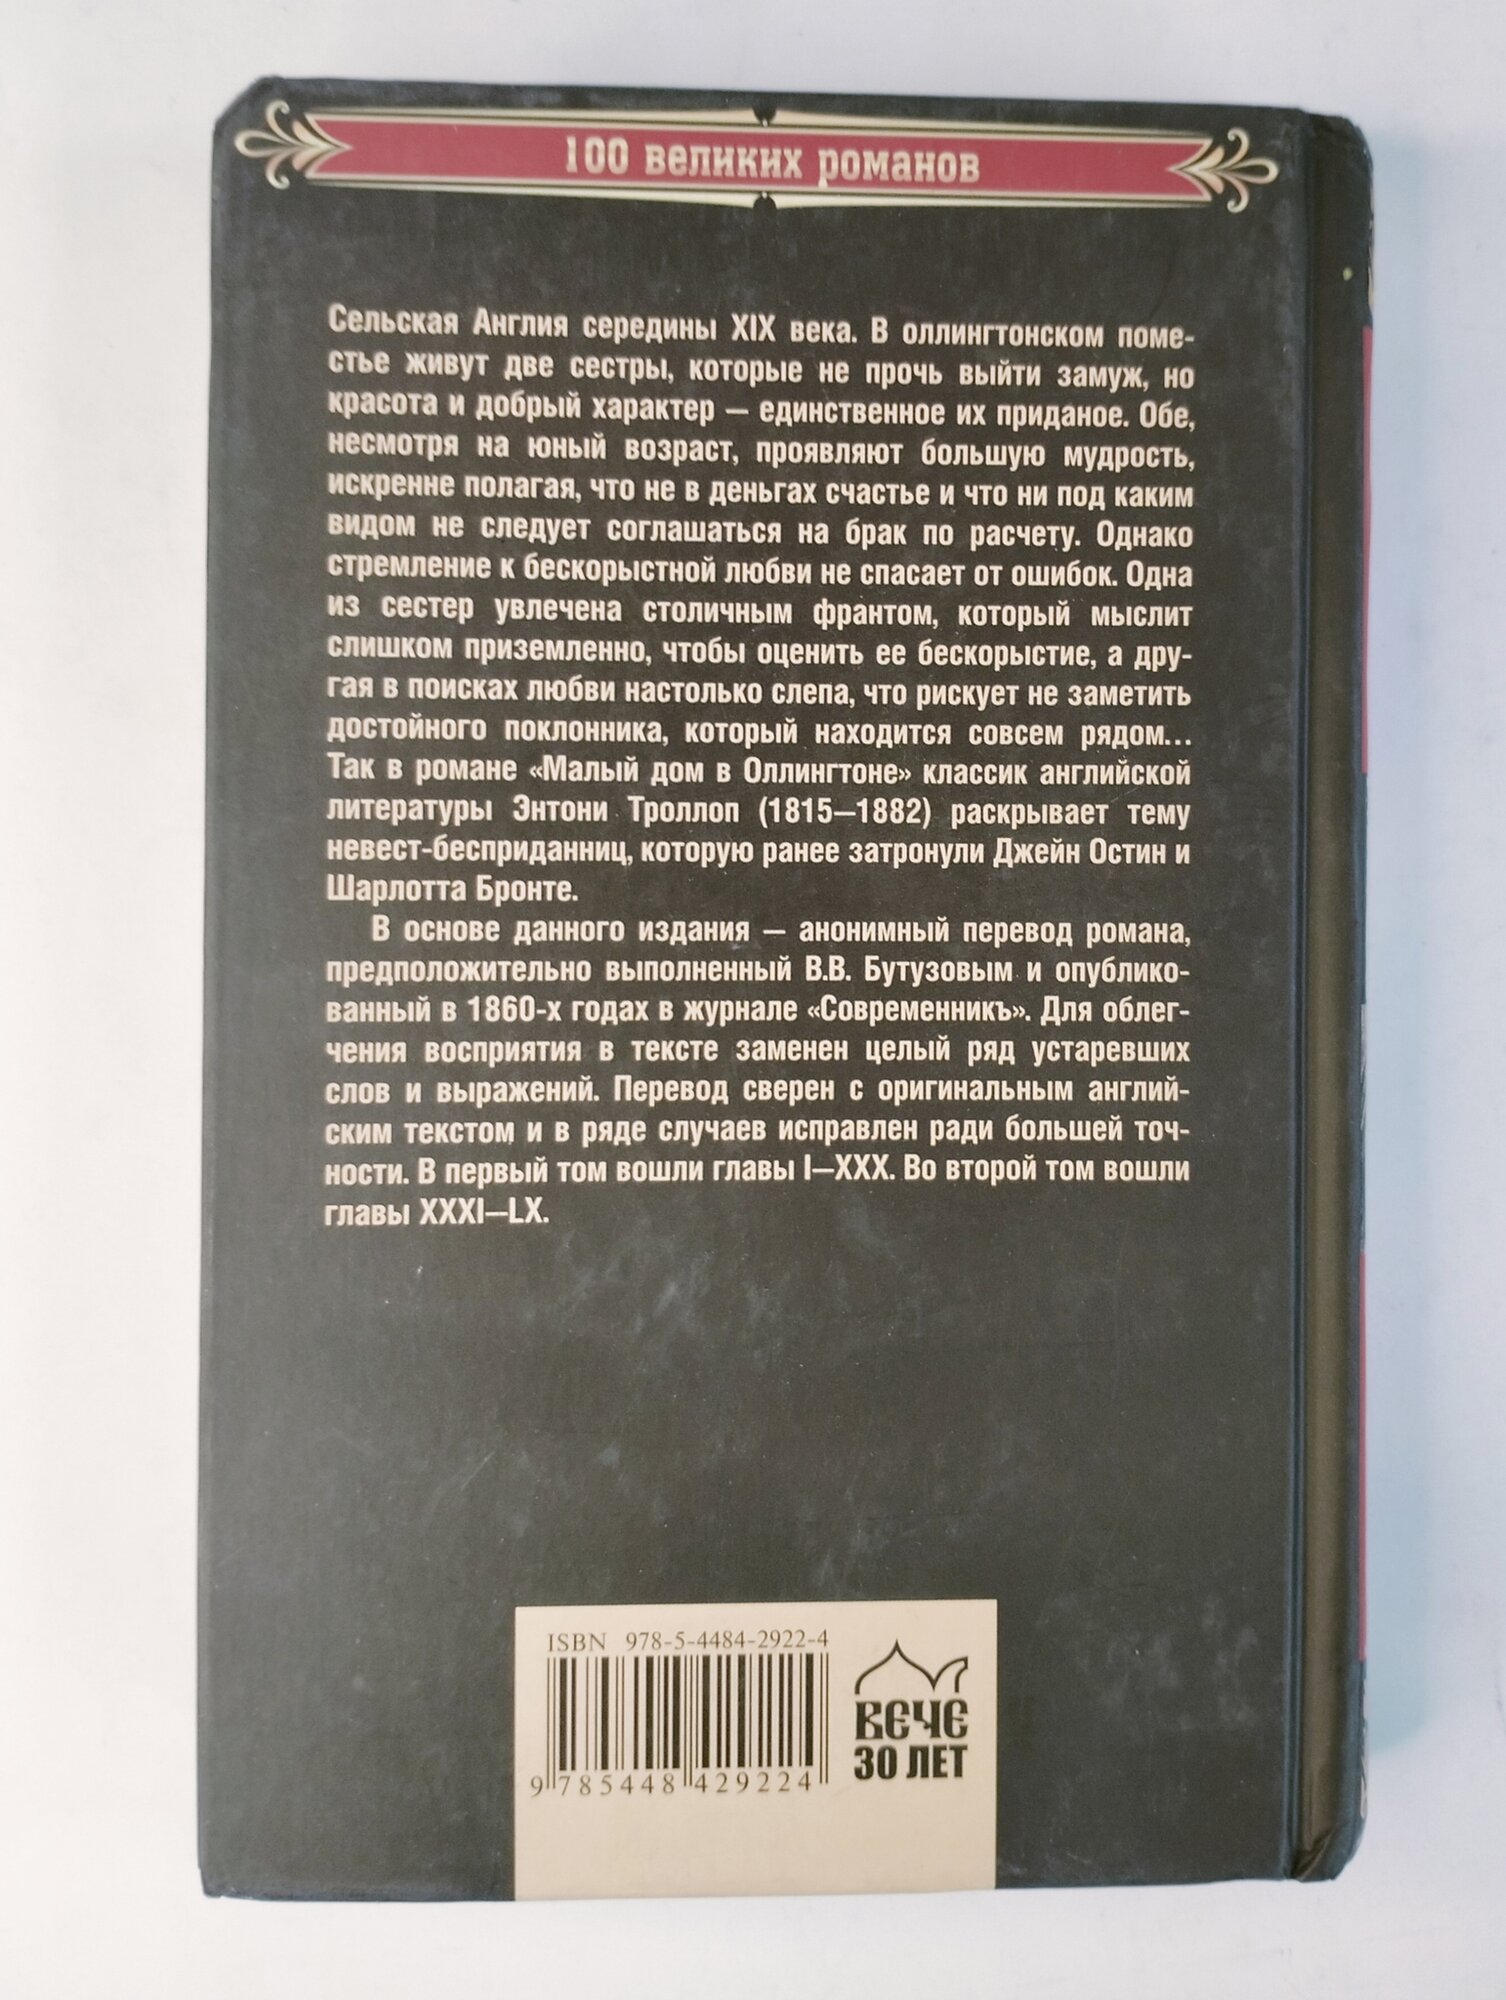 100 великих романов
Сельская Англия середины XIX века. В оллингтонском поме-
стье живут две сестры, которые не прочь выйти замуж, но
красота и добрый характер — единственное их приданое. Обе,
несмотря на юный возраст, проявляют большую мудрость,
искренне полагая, что не в деньгах счастье и что ни под каким
видом не следует соглашаться на брак по расчету. Однако
стремление к бескорыстной любви не спасает от ошибок. Одна
из сестер увлечена столичным франтом, который мыслит
слишком приземленно, чтобы оценить ее бескорыстие, а дру-
гая в поисках любви настолько слепа, что рискует не заметить
достойного поклонника, который находится совсем рядом...
Так в романе «Малый дом в Оллингтоне» классик английской
литературы Энтони Троллоп (1815–1882) раскрывает тему
невест-бесприданниц, которую ранее затронули Джейн Остин и
Шарлотта Бронте.
В основе данного издания — анонимный перевод романа,
предположительно выполненный В.В. Бутузовым и опублико-
ванный в 1860-х годах в журнале «Современникъ». Для облег-
чения восприятия в тексте заменен целый ряд устаревших
слов и выражений. Перевод сверен с оригинальным англий-
ским текстом и в ряде случаев исправлен ради большей точ-
ности. В первый том вошли главы I–XXX. Во второй том вошли
главы XXXI–LX.
ISBN 978-5-4484-2922-4
9 785448 429224
ВЕЧЕ
30 ЛЕТ